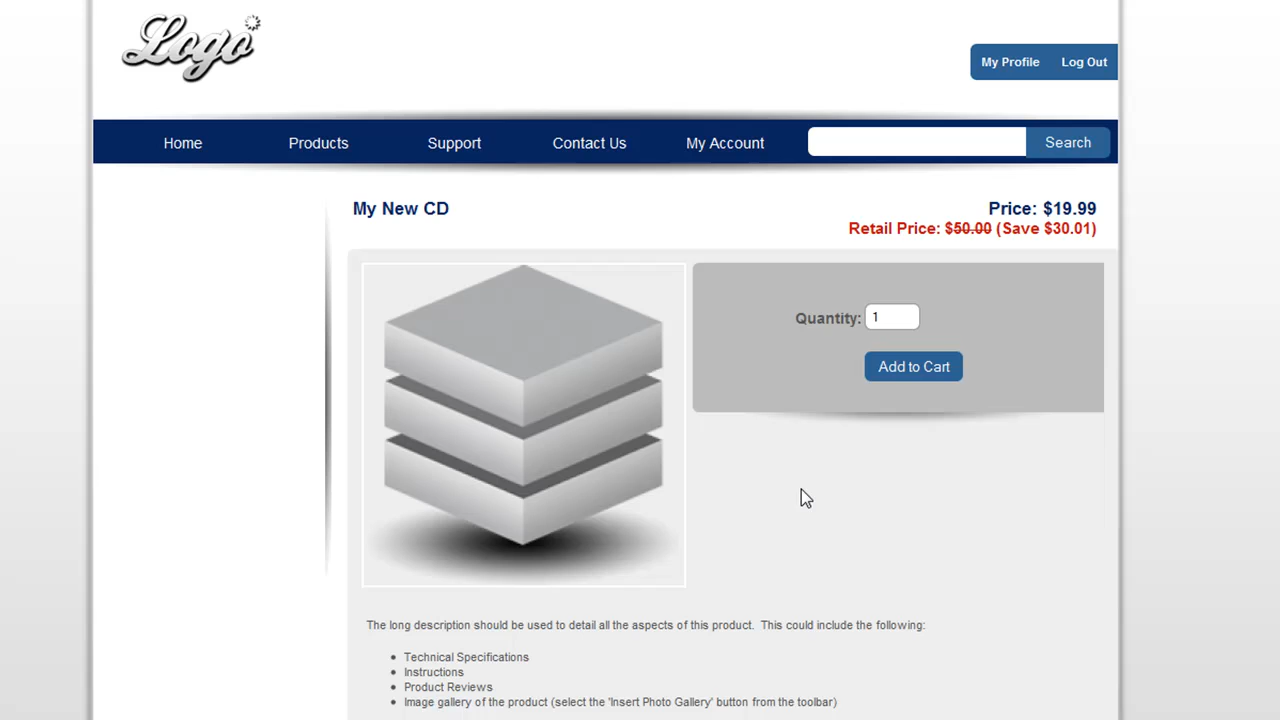 Logo
My Profile Log Out
Home Products Support Contact Us My Account Search
My New CD
Price: $19.99
Retail Price: $50.00 (Save $30.01)
Quantity: 1
Add to Cart
The long description should be used to detail all the aspects of this product. This could include the following:
• Technical Specifications
• Instructions
• Product Reviews
• Image gallery of the product (select the 'Insert Photo Gallery' button from the toolbar)